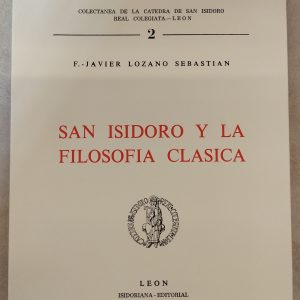 COLECTANEA DE LA CATEDRA DE SAN ISIDORO
REAL COLEGIATA.—LEON
2
F.-JAVIER LOZANO SEBASTIAN
SAN ISIDORO Y LA
FILOSOFIA CLASICA
LEON
ISIDORIANA-EDITORIAL